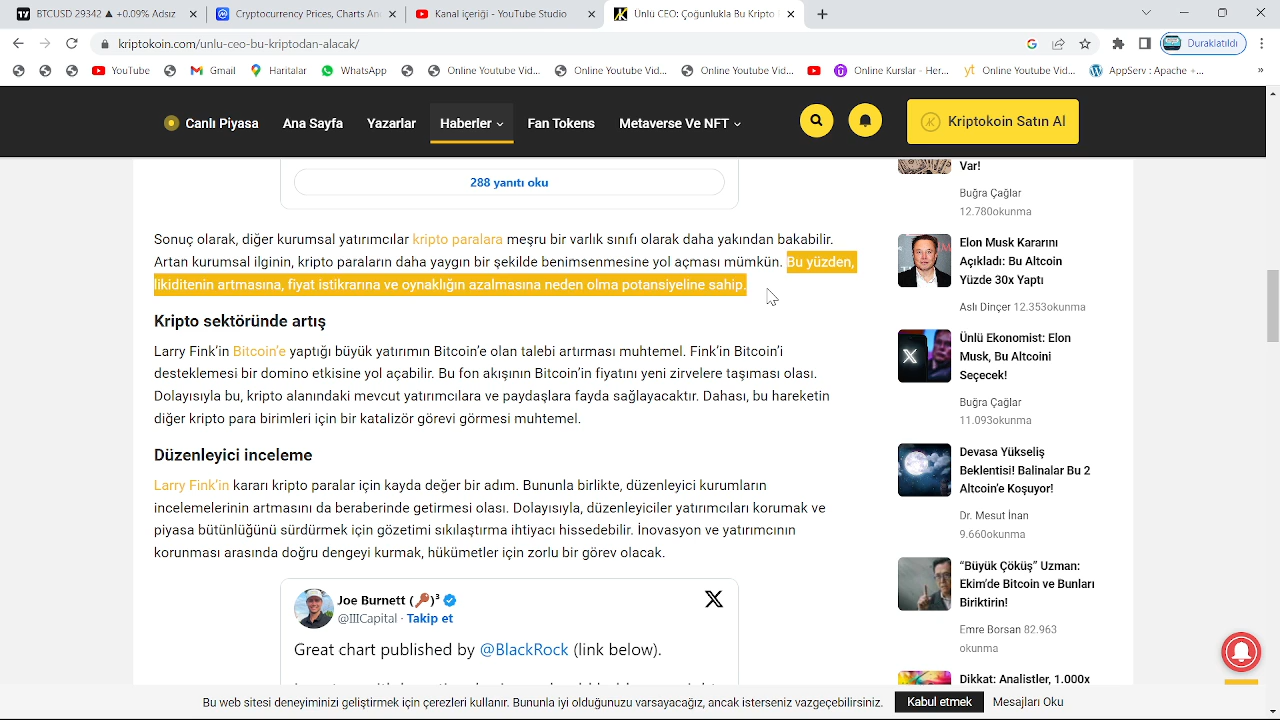 BTCUSD 29342 ▲ +0.09% Adsız
Cryptocurrency Prices, Charts An
Kanal içeriği - YouTube Studio
Ünlü CEO: Çoğunlukla Bu Kripto
kriptokoin.com/unlu-ceo-bu-kriptodan-alacak/
Duraklatıldı
YouTube
Gmail
Haritalar
WhatsApp
Online Youtube Vid...
Online Youtube Vid...
Online Youtube Vid...
Online Kurslar - Her...
yt Online Youtube Vid...
AppServ : Apache +...
»
Canlı Piyasa
Ana Sayfa
Yazarlar
Haberler
Fan Tokens
Metaverse Ve NFT
Kriptokoin Satın Al
288 yanıtı oku
Sonuç olarak, diğer kurumsal yatırımcılar kripto paralara meşru bir varlık sınıfı olarak daha yakından bakabilir.
Artan kurumsal ilginin, kripto paraların daha yaygın bir şekilde benimsenmesine yol açması mümkün. Bu yüzden,
likiditenin artmasına, fiyat istikrarına ve oynaklığın azalmasına neden olma potansiyeline sahip.
Kripto sektöründe artış
Larry Fink'in Bitcoin'e yaptığı büyük yatırımın Bitcoin'e olan talebi artırması muhtemel. Fink'in Bitcoin'i
desteklemesi bir domino etkisine yol açabilir. Bu fon akışının Bitcoin'in fiyatını yeni zirvelere taşıması olası.
Dolayısıyla bu, kripto alanındaki mevcut yatırımcılara ve paydaşlara fayda sağlayacaktır. Dahası, bu hareketin
diğer kripto para birimleri için bir katalizör görevi görmesi muhtemel.
Düzenleyici inceleme
Larry Fink'in kararı kripto paralar için kayda değer bir adım. Bununla birlikte, düzenleyici kurumların
incelemelerinin artmasını da beraberinde getirmesi olası. Dolayısıyla, düzenleyiciler yatırımcıları korumak ve
piyasa bütünlüğünü sürdürmek için gözetimi sıkılaştırma ihtiyacı hissedebilir. İnovasyon ve yatırımcının
korunması arasında doğru dengeyi kurmak, hükümetler için zorlu bir görev olacak.
Joe Burnett (🔑)³
@IIICapital · Takip et
Great chart published by @BlackRock (link below).
Var!
Buğra Çağlar
12.780okunma
Elon Musk Kararını
Açıkladı: Bu Altcoin
Yüzde 30x Yaptı
Aslı Dinçer 12.353okunma
Ünlü Ekonomist: Elon
Musk, Bu Altcoini
Seçecek!
Buğra Çağlar
11.093okunma
Devasa Yükseliş
Beklentisi! Balinalar Bu 2
Altcoin'e Koşuyor!
Dr. Mesut İnan
9.660okunma
"Büyük Çöküş" Uzman:
Ekim'de Bitcoin ve Bunları
Biriktirin!
Emre Borsan 82.963
okunma
Dikkat: Analistler, 1.000x
Bu web sitesi deneyiminizi geliştirmek için çerezleri kullanır. Bununla iyi olduğunuzu varsayacağız, ancak isterseniz vazgeçebilirsiniz.
Kabul etmek
Mesajları Oku